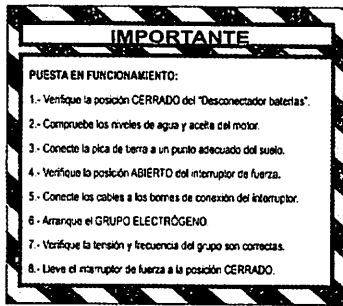 IMPORTANTE
PUESTA EN FUNCIONAMIENTO:
1.- Verifique la posición CERRADO del "Desconectador baterías".
2.- Compruebe los niveles de agua y aceite del motor.
3.- Conecte la pica de tierra a un punto adecuado del suelo.
4.- Verifique la posición ABIERTO del interruptor de fuerza.
5.- Conecte los cables a los bornes de conexión del interruptor.
6.- Arranque el GRUPO ELECTRÓGENO.
7.- Verifique la tensión y frecuencia del grupo son correctas.
8.- Lleve el interruptor de fuerza a la posición CERRADO.